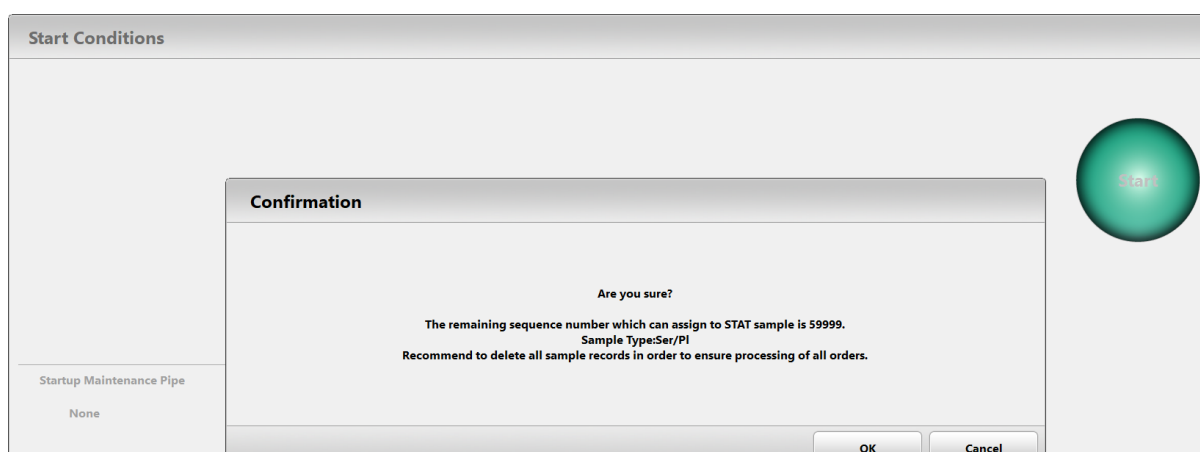 Start Conditions
Start
Confirmation
Are you sure?
The remaining sequence number which can assign to STAT sample is 59999.
Sample Type:Ser/Pl
Recommend to delete all sample records in order to ensure processing of all orders.
Startup Maintenance Pipe
None
OK
Cancel